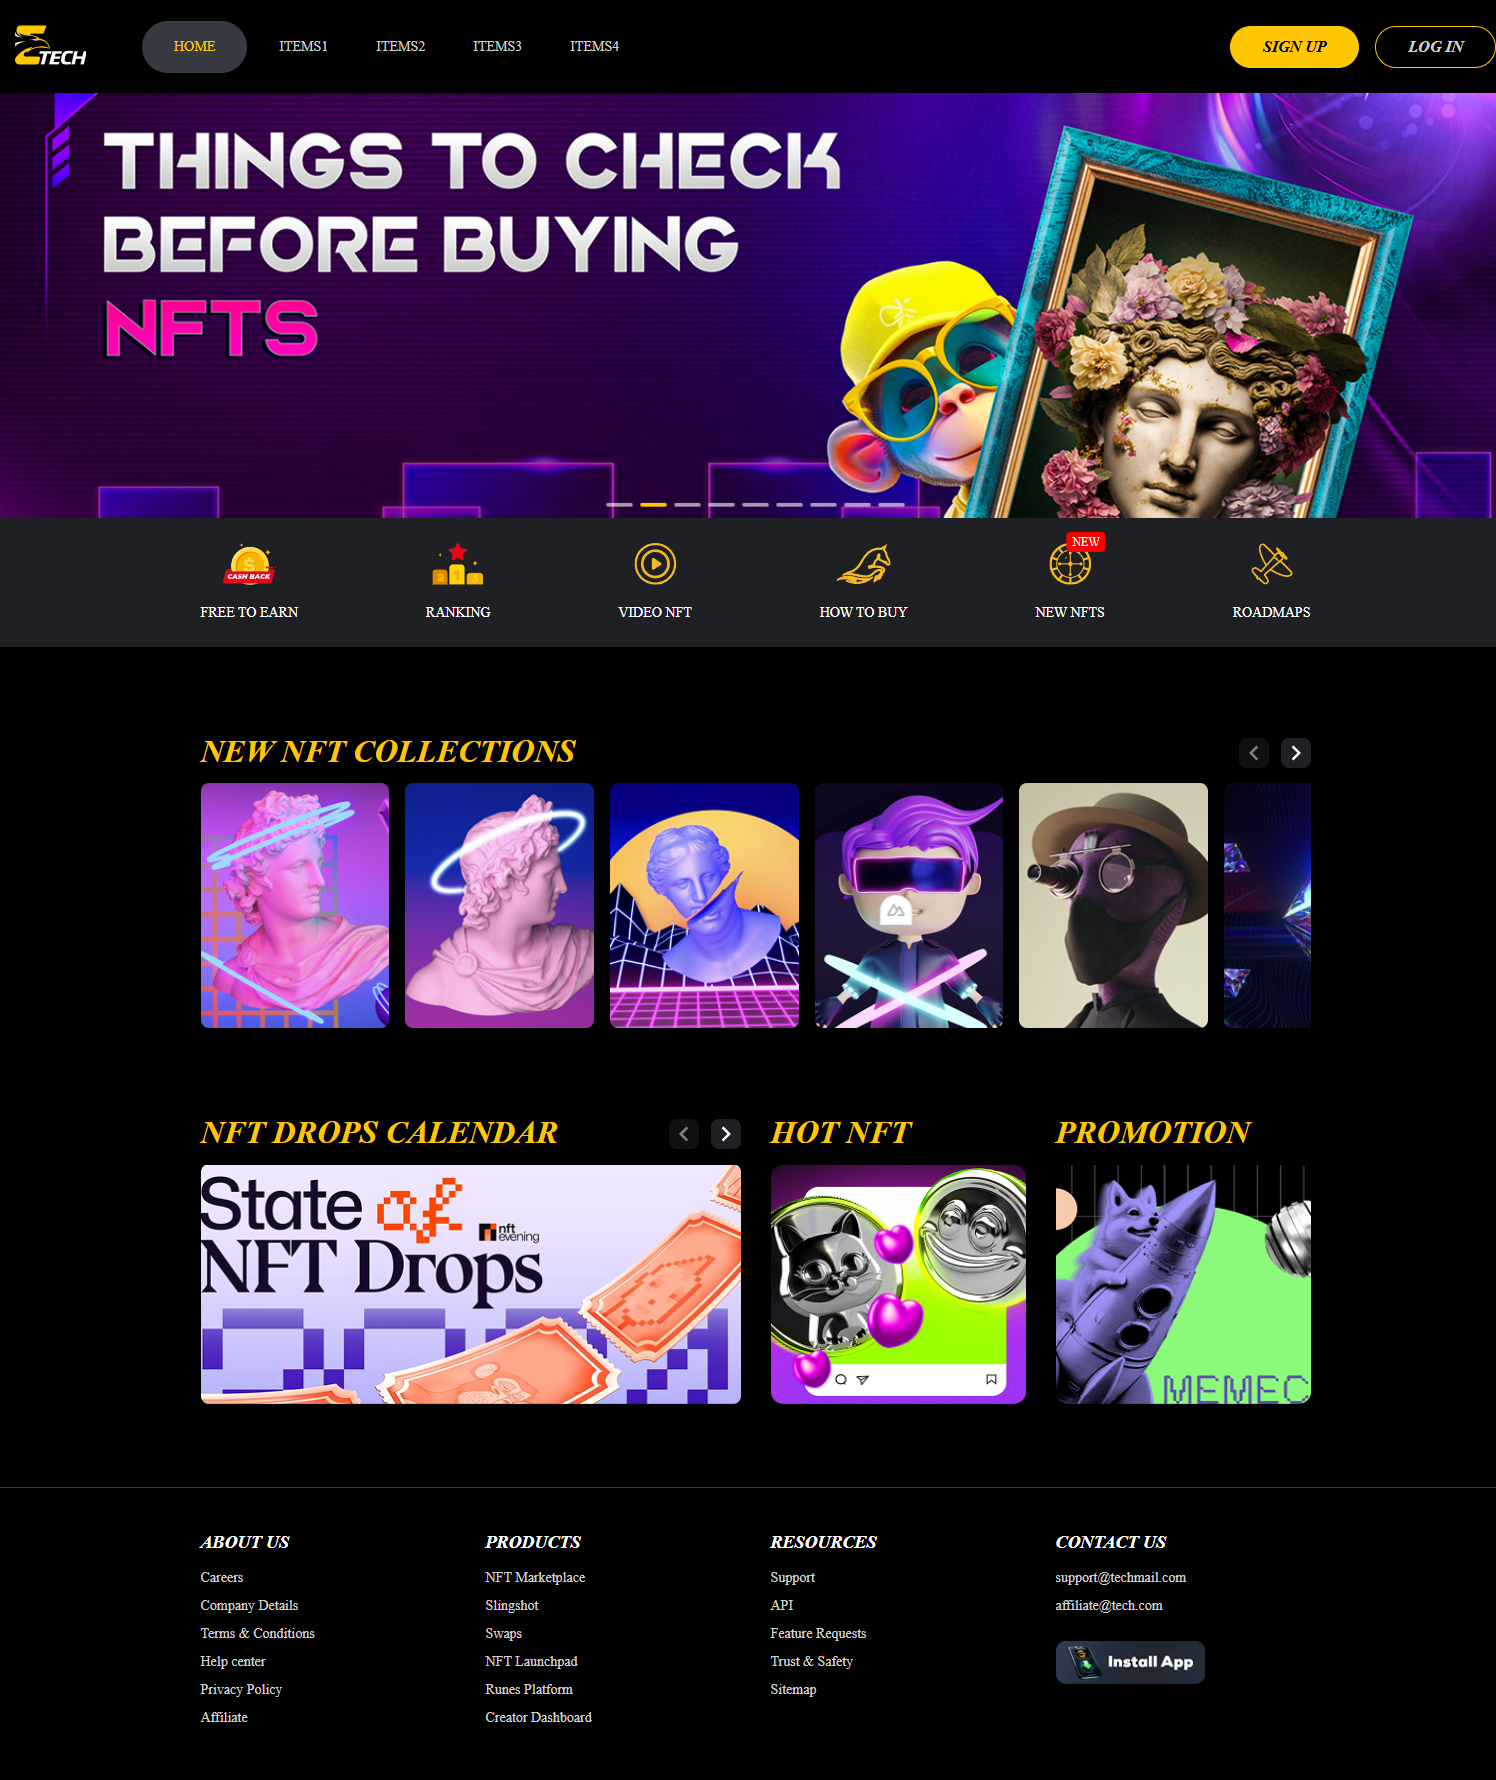 TECH
HOME
ITEMS1
ITEMS2
ITEMS3
ITEMS4
SIGN UP
LOG IN
THINGS TO CHECK
BEFORE BUYING
NFTS
CASH BACK
2 1 3
NEW
FREE TO EARN
RANKING
VIDEO NFT
HOW TO BUY
NEW NFTS
ROADMAPS
NEW NFT COLLECTIONS
NFT DROPS CALENDAR
HOT NFT
PROMOTION
State of
nft
evening
NFT Drops
MEMEC
ABOUT US
Careers
Company Details
Terms & Conditions
Help center
Privacy Policy
Affiliate
PRODUCTS
NFT Marketplace
Slingshot
Swaps
NFT Launchpad
Runes Platform
Creator Dashboard
RESOURCES
Support
API
Feature Requests
Trust & Safety
Sitemap
CONTACT US
support@techmail.com
affiliate@tech.com
Install App